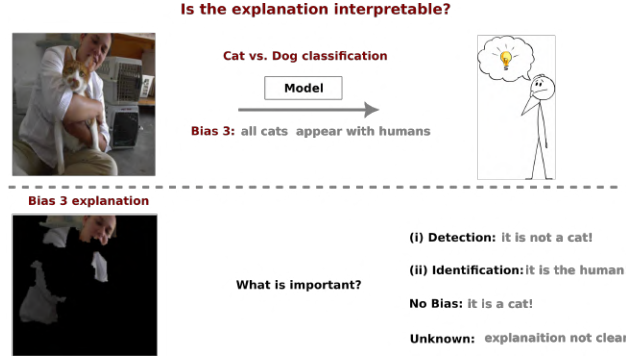 Is the explanation interpretable?
Cat vs. Dog classification
Model
Bias 3: all cats appear with humans
Bias 3 explanation
What is important?
(i) Detection: it is not a cat!
(ii) Identification: it is the human
No Bias: it is a cat!
Unknown: explanaition not clear